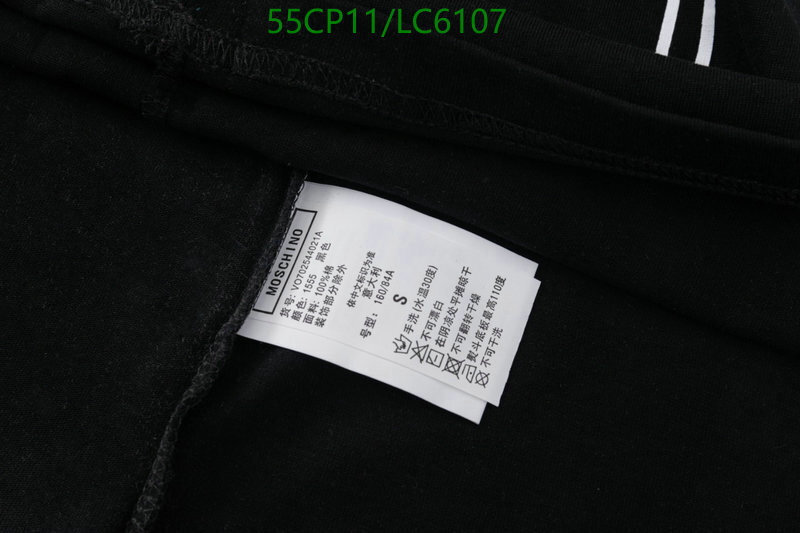 55CP11/LC6107
MOSCHINO
货号: VO702544021A
颜色: 1555 黑色
面料: 100%棉
装饰部分除外
依中文标识为准
意大利
号型: 160/84A
S
手洗(水温30度)
不可漂白
在阴凉处平摊晾干
不可翻转干燥
熨斗底板最高110度
不可干洗